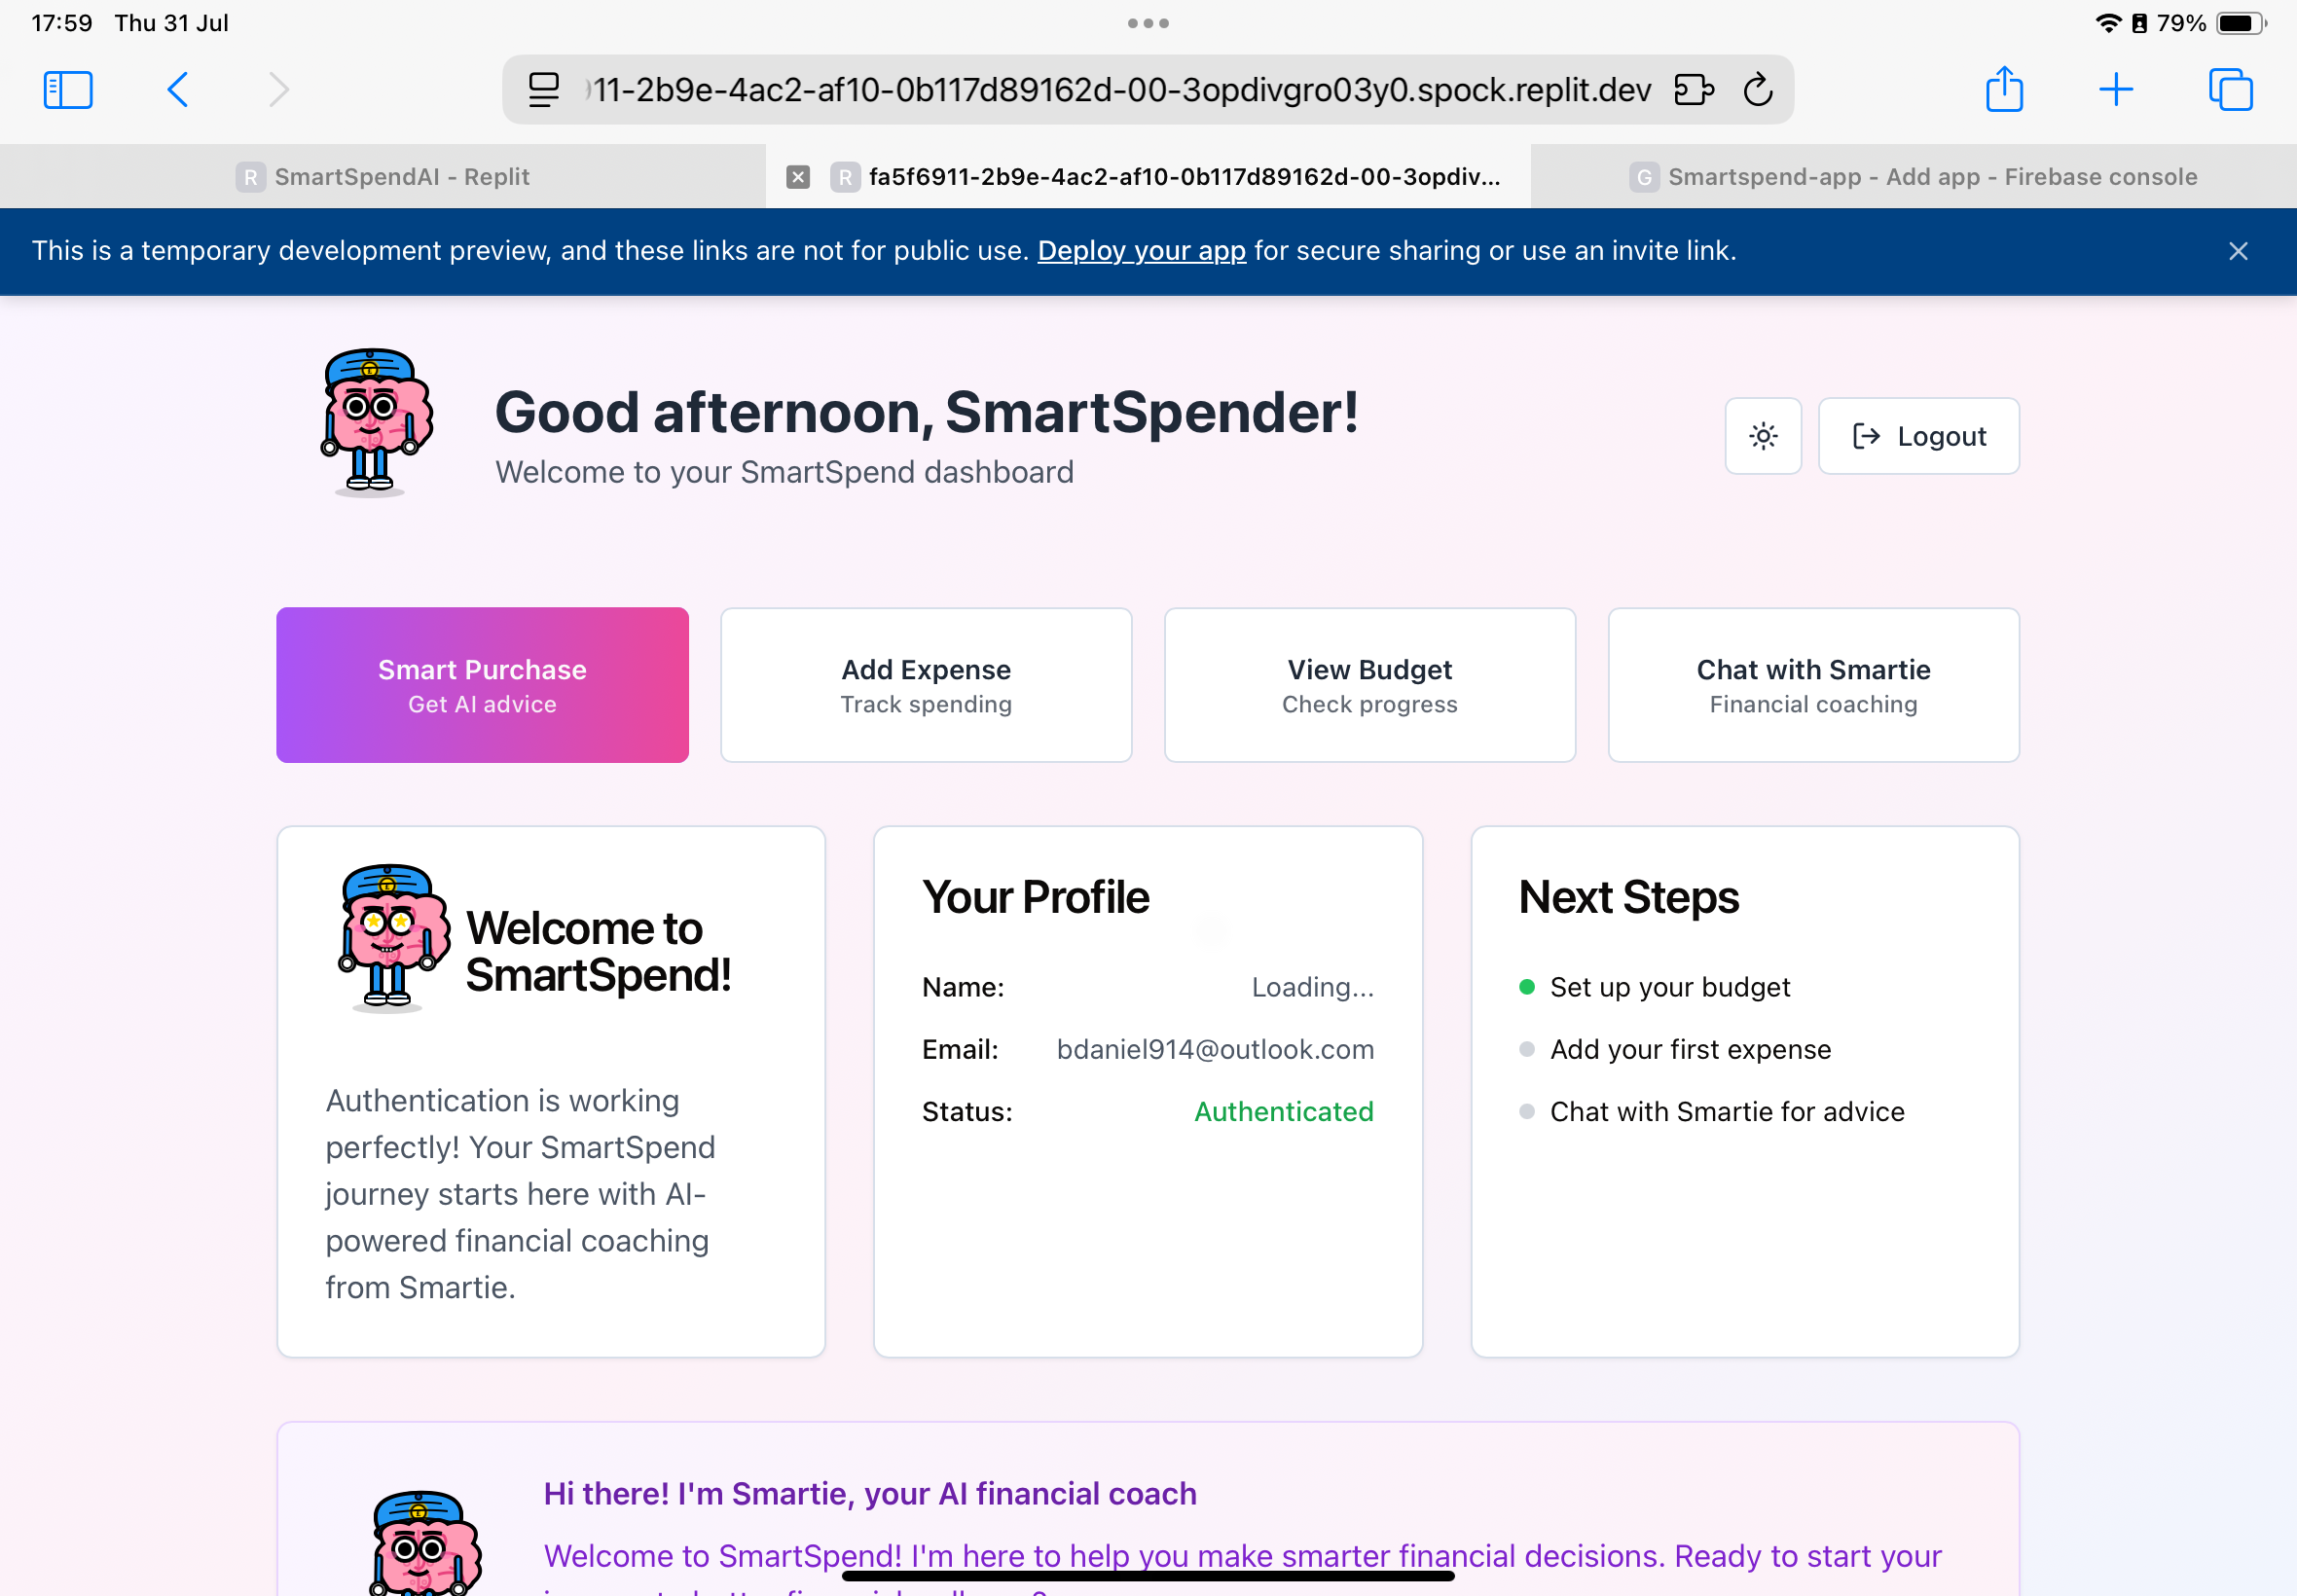 17:59 Thu 31 Jul
79%
11-2b9e-4ac2-af10-0b117d89162d-00-3opdivgro03y0.spock.replit.dev
R SmartSpendAI - Replit
R fa5f6911-2b9e-4ac2-af10-0b117d89162d-00-3opdiv...
G Smartspend-app - Add app - Firebase console
This is a temporary development preview, and these links are not for public use. Deploy your app for secure sharing or use an invite link.
Good afternoon, SmartSpender!
Welcome to your SmartSpend dashboard
Logout
Smart Purchase
Get AI advice
Add Expense
Track spending
View Budget
Check progress
Chat with Smartie
Financial coaching
Welcome to
SmartSpend!
Authentication is working
perfectly! Your SmartSpend
journey starts here with AI-
powered financial coaching
from Smartie.
Your Profile
Name: Loading...
Email: bdaniel914@outlook.com
Status: Authenticated
Next Steps
Set up your budget
Add your first expense
Chat with Smartie for advice
Hi there! I'm Smartie, your AI financial coach
Welcome to SmartSpend! I'm here to help you make smarter financial decisions. Ready to start your